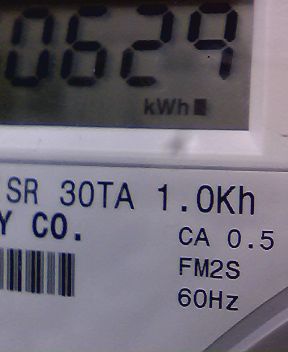 0629
kWh
SR 30TA 1.0Kh
Y CO.
CA 0.5
FM2S
60Hz